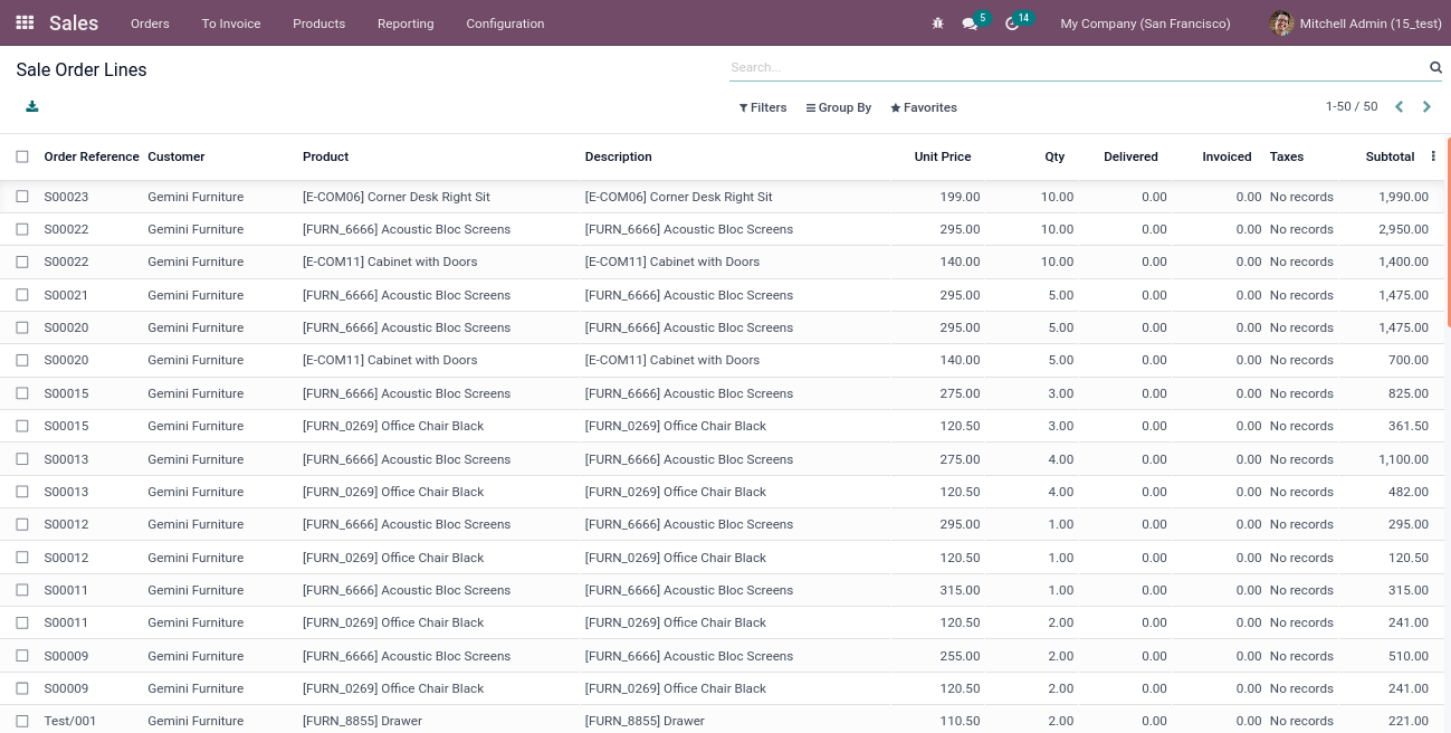 Sales Orders To Invoice Products Reporting Configuration 5 14 My Company (San Francisco) Mitchell Admin (15_test)
Sale Order Lines Search...
Filters Group By Favorites 1-50 / 50
Order Reference Customer Product Description Unit Price Qty Delivered Invoiced Taxes Subtotal
S00023 Gemini Furniture [E-COM06] Corner Desk Right Sit [E-COM06] Corner Desk Right Sit 199.00 10.00 0.00 0.00 No records 1,990.00
S00022 Gemini Furniture [FURN_6666] Acoustic Bloc Screens [FURN_6666] Acoustic Bloc Screens 295.00 10.00 0.00 0.00 No records 2,950.00
S00022 Gemini Furniture [E-COM11] Cabinet with Doors [E-COM11] Cabinet with Doors 140.00 10.00 0.00 0.00 No records 1,400.00
S00021 Gemini Furniture [FURN_6666] Acoustic Bloc Screens [FURN_6666] Acoustic Bloc Screens 295.00 5.00 0.00 0.00 No records 1,475.00
S00020 Gemini Furniture [FURN_6666] Acoustic Bloc Screens [FURN_6666] Acoustic Bloc Screens 295.00 5.00 0.00 0.00 No records 1,475.00
S00020 Gemini Furniture [E-COM11] Cabinet with Doors [E-COM11] Cabinet with Doors 140.00 5.00 0.00 0.00 No records 700.00
S00015 Gemini Furniture [FURN_6666] Acoustic Bloc Screens [FURN_6666] Acoustic Bloc Screens 275.00 3.00 0.00 0.00 No records 825.00
S00015 Gemini Furniture [FURN_0269] Office Chair Black [FURN_0269] Office Chair Black 120.50 3.00 0.00 0.00 No records 361.50
S00013 Gemini Furniture [FURN_6666] Acoustic Bloc Screens [FURN_6666] Acoustic Bloc Screens 275.00 4.00 0.00 0.00 No records 1,100.00
S00013 Gemini Furniture [FURN_0269] Office Chair Black [FURN_0269] Office Chair Black 120.50 4.00 0.00 0.00 No records 482.00
S00012 Gemini Furniture [FURN_6666] Acoustic Bloc Screens [FURN_6666] Acoustic Bloc Screens 295.00 1.00 0.00 0.00 No records 295.00
S00012 Gemini Furniture [FURN_0269] Office Chair Black [FURN_0269] Office Chair Black 120.50 1.00 0.00 0.00 No records 120.50
S00011 Gemini Furniture [FURN_6666] Acoustic Bloc Screens [FURN_6666] Acoustic Bloc Screens 315.00 1.00 0.00 0.00 No records 315.00
S00011 Gemini Furniture [FURN_0269] Office Chair Black [FURN_0269] Office Chair Black 120.50 2.00 0.00 0.00 No records 241.00
S00009 Gemini Furniture [FURN_6666] Acoustic Bloc Screens [FURN_6666] Acoustic Bloc Screens 255.00 2.00 0.00 0.00 No records 510.00
S00009 Gemini Furniture [FURN_0269] Office Chair Black [FURN_0269] Office Chair Black 120.50 2.00 0.00 0.00 No records 241.00
Test/001 Gemini Furniture [FURN_8855] Drawer [FURN_8855] Drawer 110.50 2.00 0.00 0.00 No records 221.00